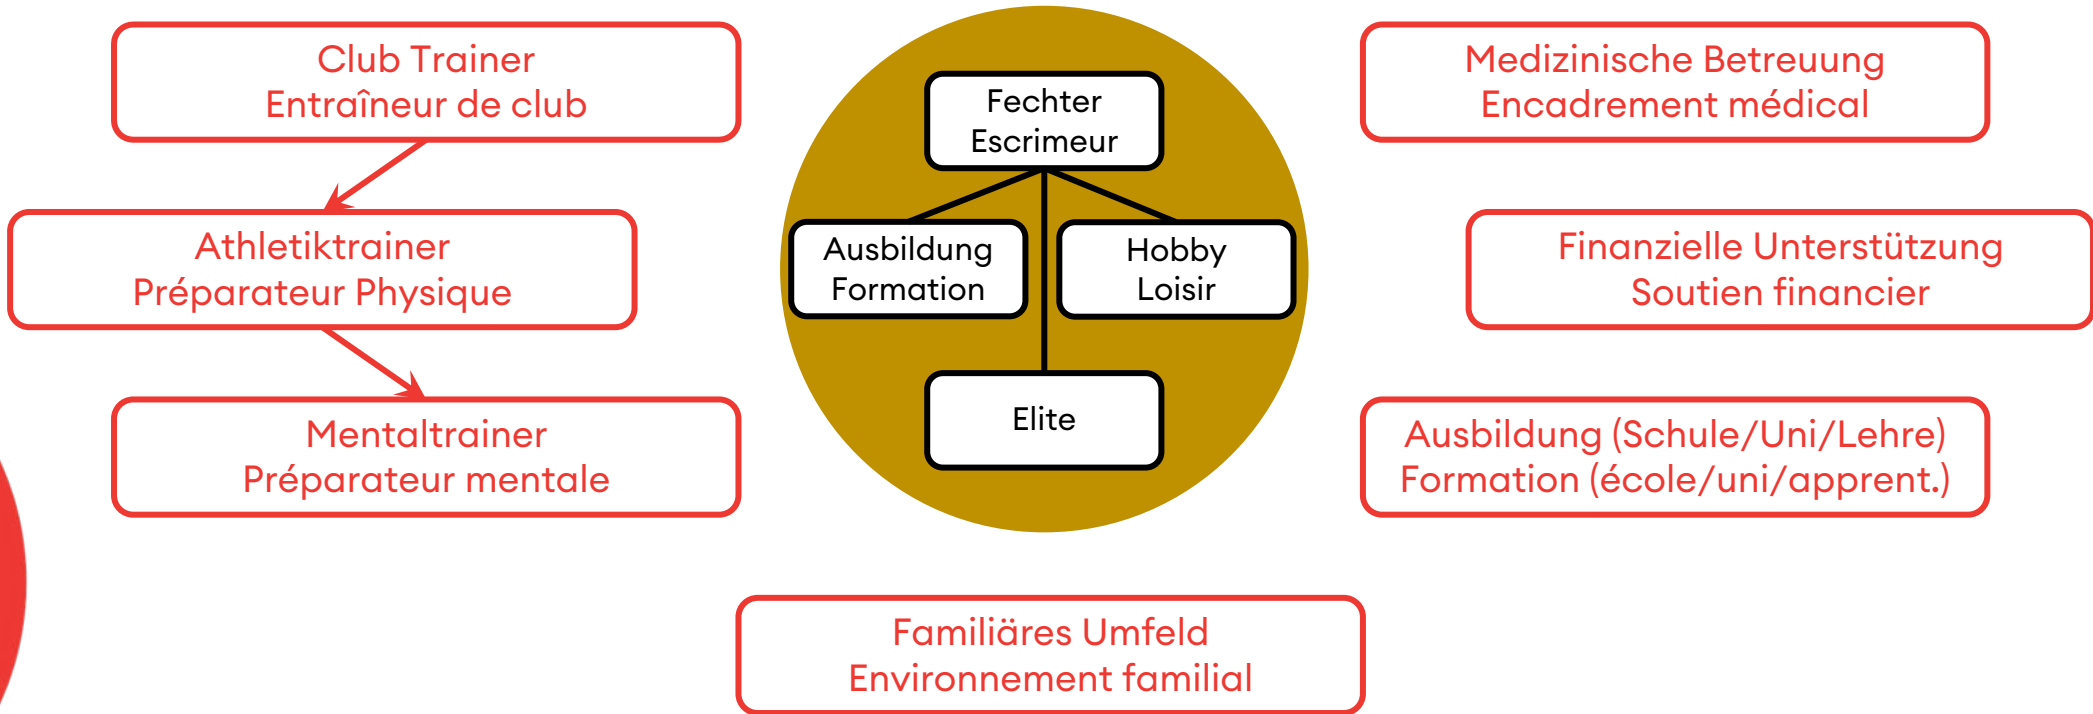 Club Trainer
Entraîneur de club
Athletiktrainer
Préparateur Physique
Mentaltrainer
Préparateur mentale
Fechter
Escrimeur
Ausbildung
Formation
Hobby
Loisir
Elite
Medizinische Betreuung
Encadrement médical
Finanzielle Unterstützung
Soutien financier
Ausbildung (Schule/Uni/Lehre)
Formation (école/uni/apprent.)
Familiäres Umfeld
Environnement familial